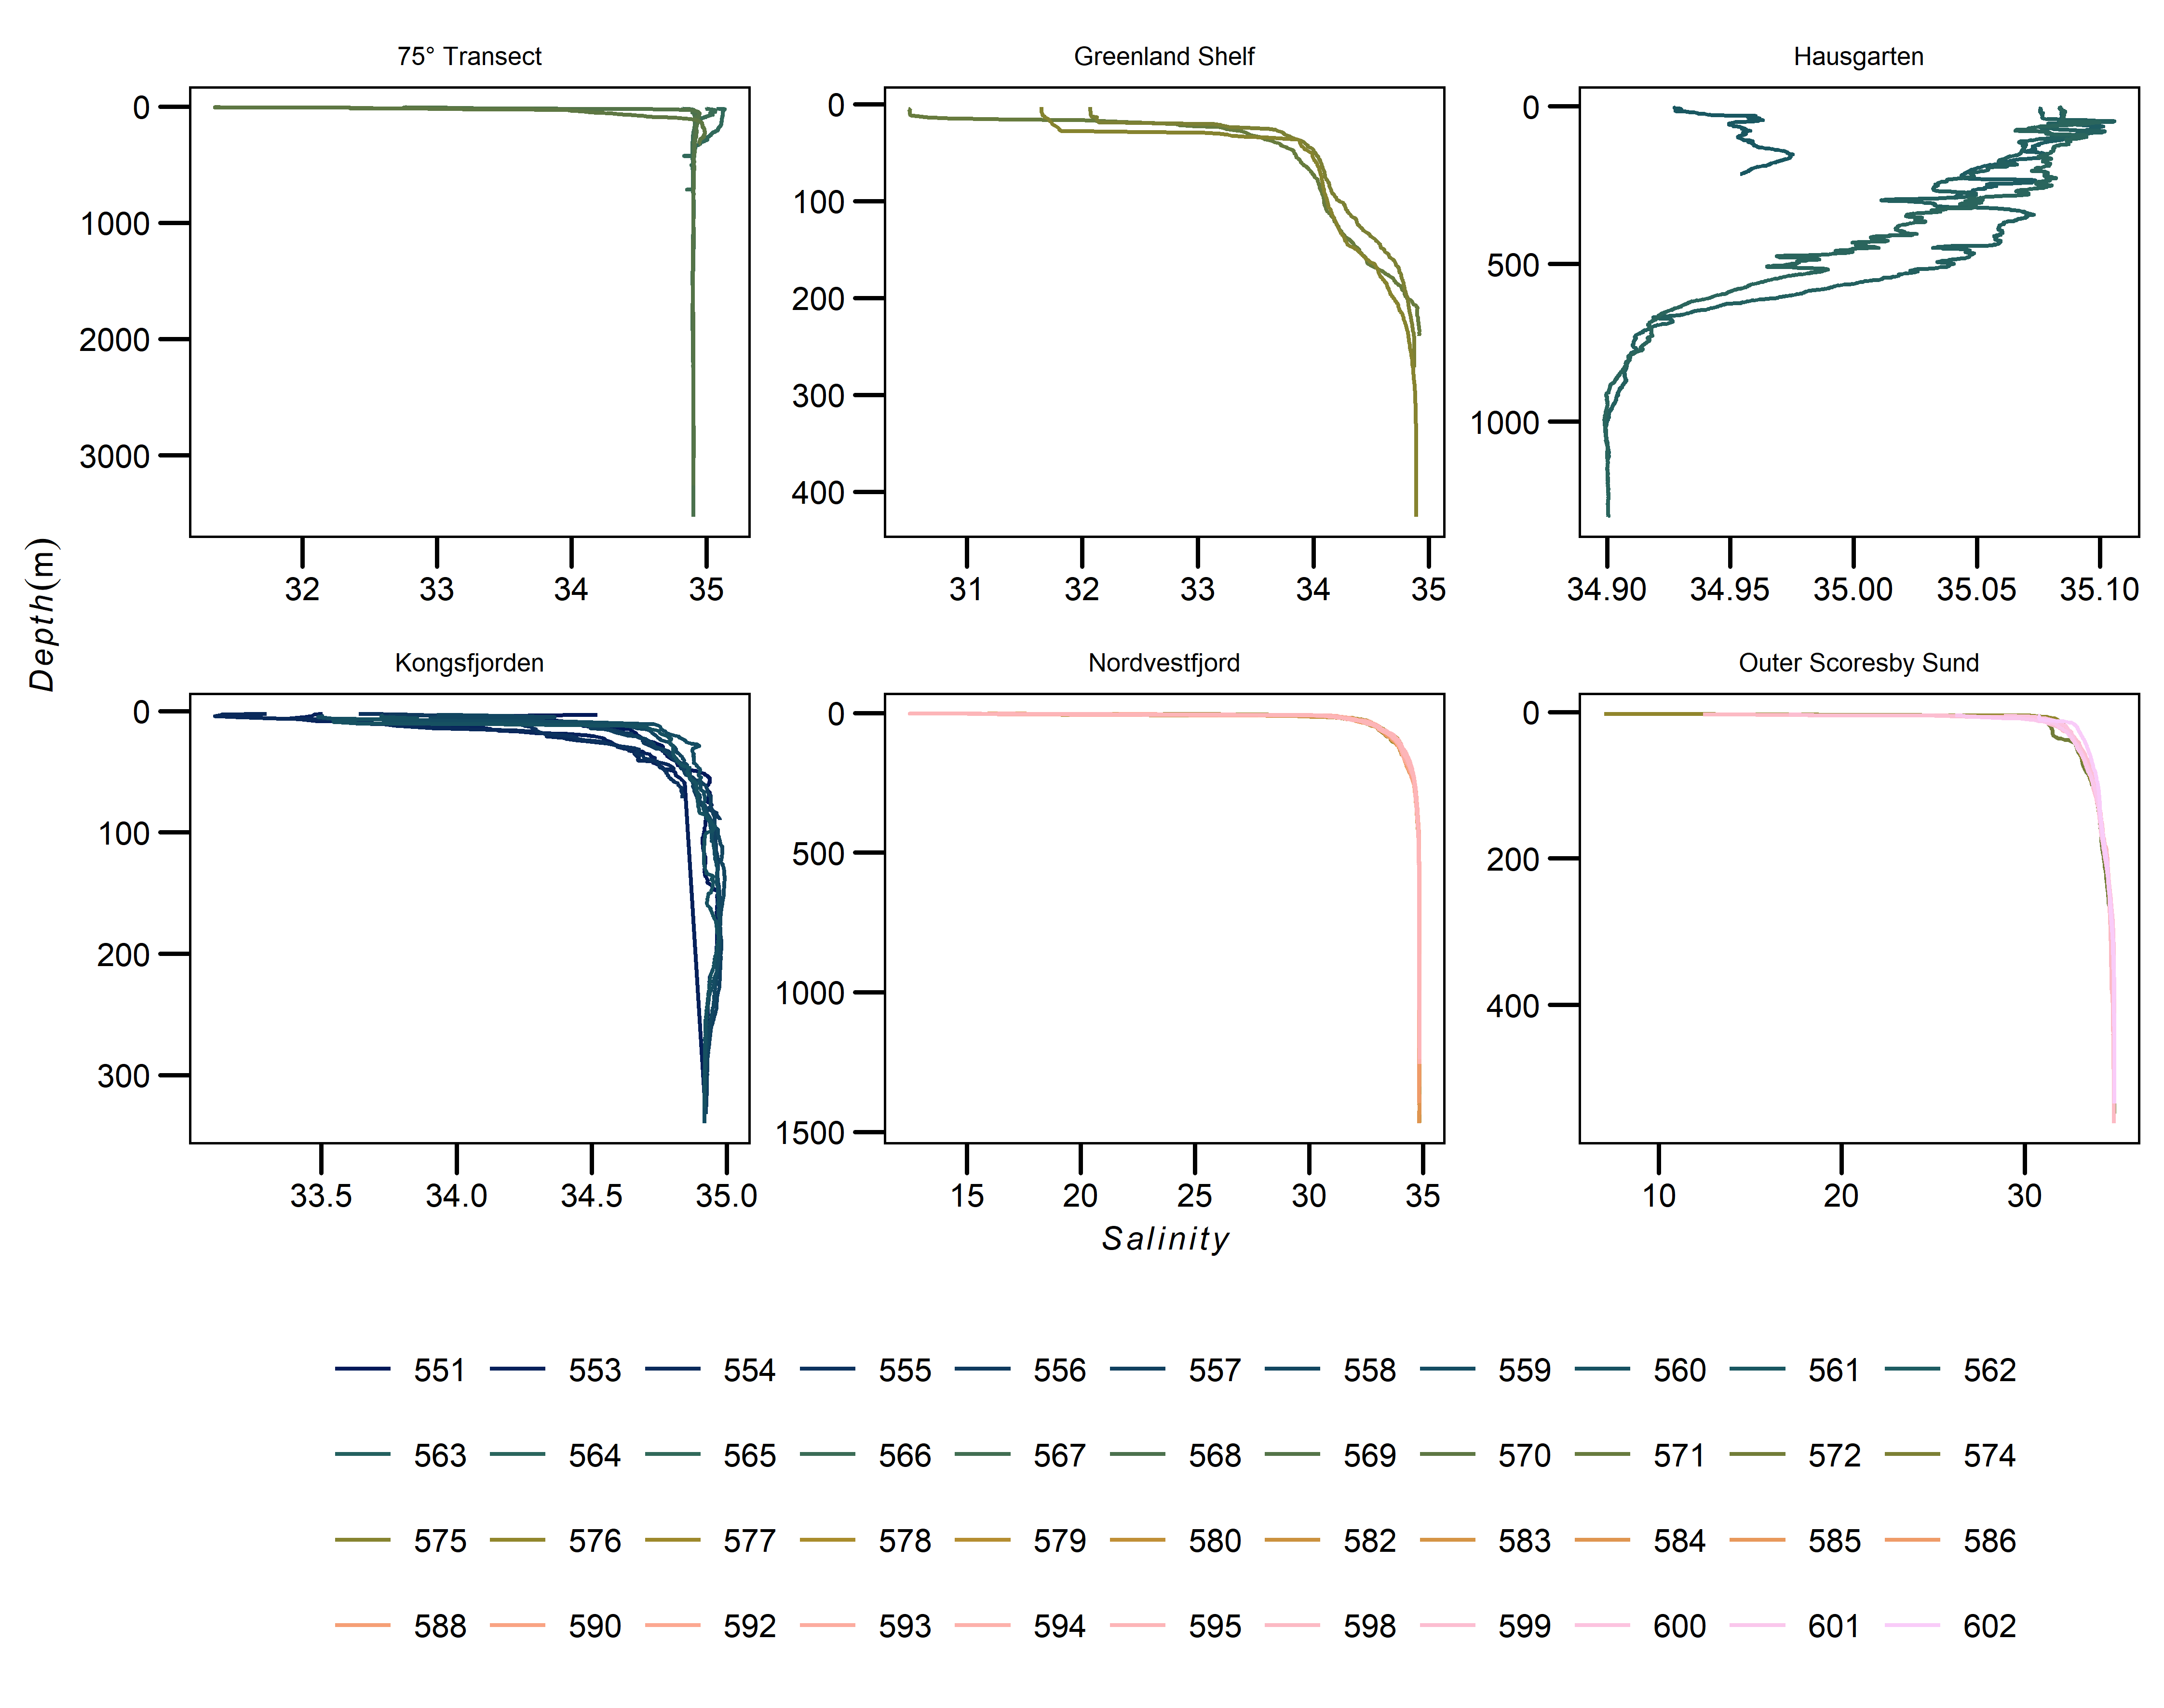 75° Transect
Greenland Shelf
Hausgarten
0
1000
2000
3000
0
100
200
300
400
0
500
1000
32 33 34 35
31 32 33 34 35
34.90 34.95 35.00 35.05 35.10
Depth(m)
Kongsfjorden
Nordvestfjord
Outer Scoresby Sund
0
100
200
300
0
500
1000
1500
0
200
400
33.5 34.0 34.5 35.0
15 20 25 30 35
10 20 30
Salinity
551 553 554 555 556 557 558 559 560 561 562
563 564 565 566 567 568 569 570 571 572 574
575 576 577 578 579 580 582 583 584 585 586
588 590 592 593 594 595 598 599 600 601 602